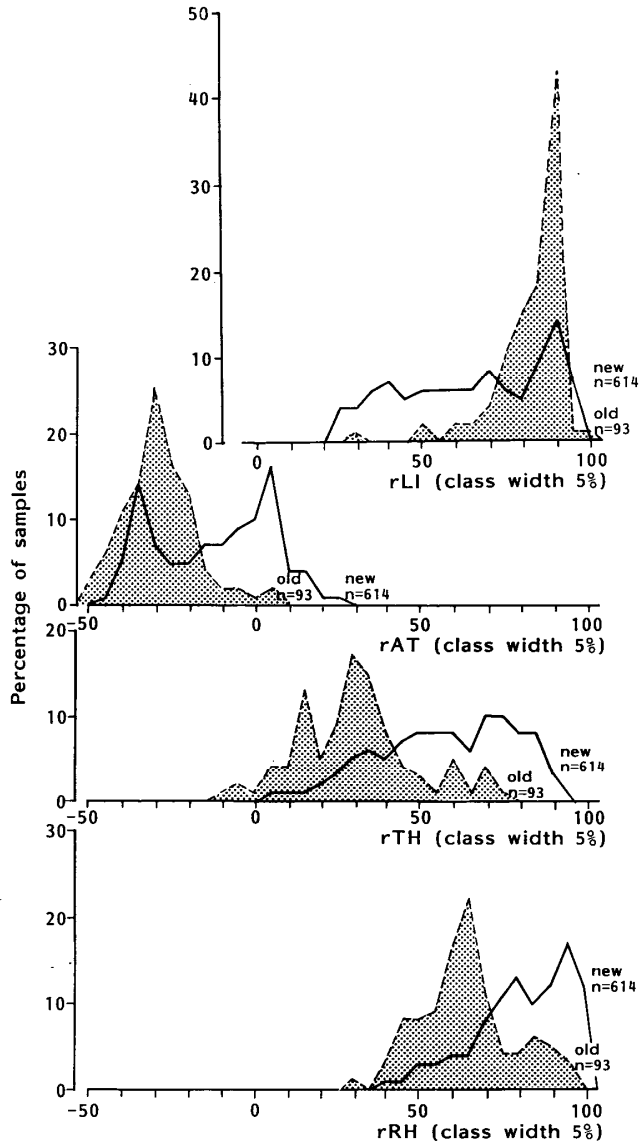 50
40
30
20
10
0
new
n=614
old
n=93
0 50 100
rLI (class width 5%)
Percentage of samples
30
20
10
0
old
n=93
new
n=614
0 50 100
rAT (class width 5%)
20
10
0
new
n=614
old
n=93
-50 0 50 100
rTH (class width 5%)
30
20
10
0
new
n=614
old
n=93
-50 0 50 100
rRH (class width 5%)